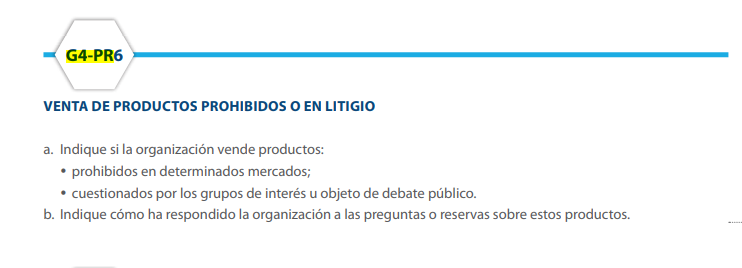 G4-PR6
VENTA DE PRODUCTOS PROHIBIDOS O EN LITIGIO
a. Indique si la organización vende productos:
• prohibidos en determinados mercados;
• cuestionados por los grupos de interés u objeto de debate público.
b. Indique cómo ha respondido la organización a las preguntas o reservas sobre estos productos.